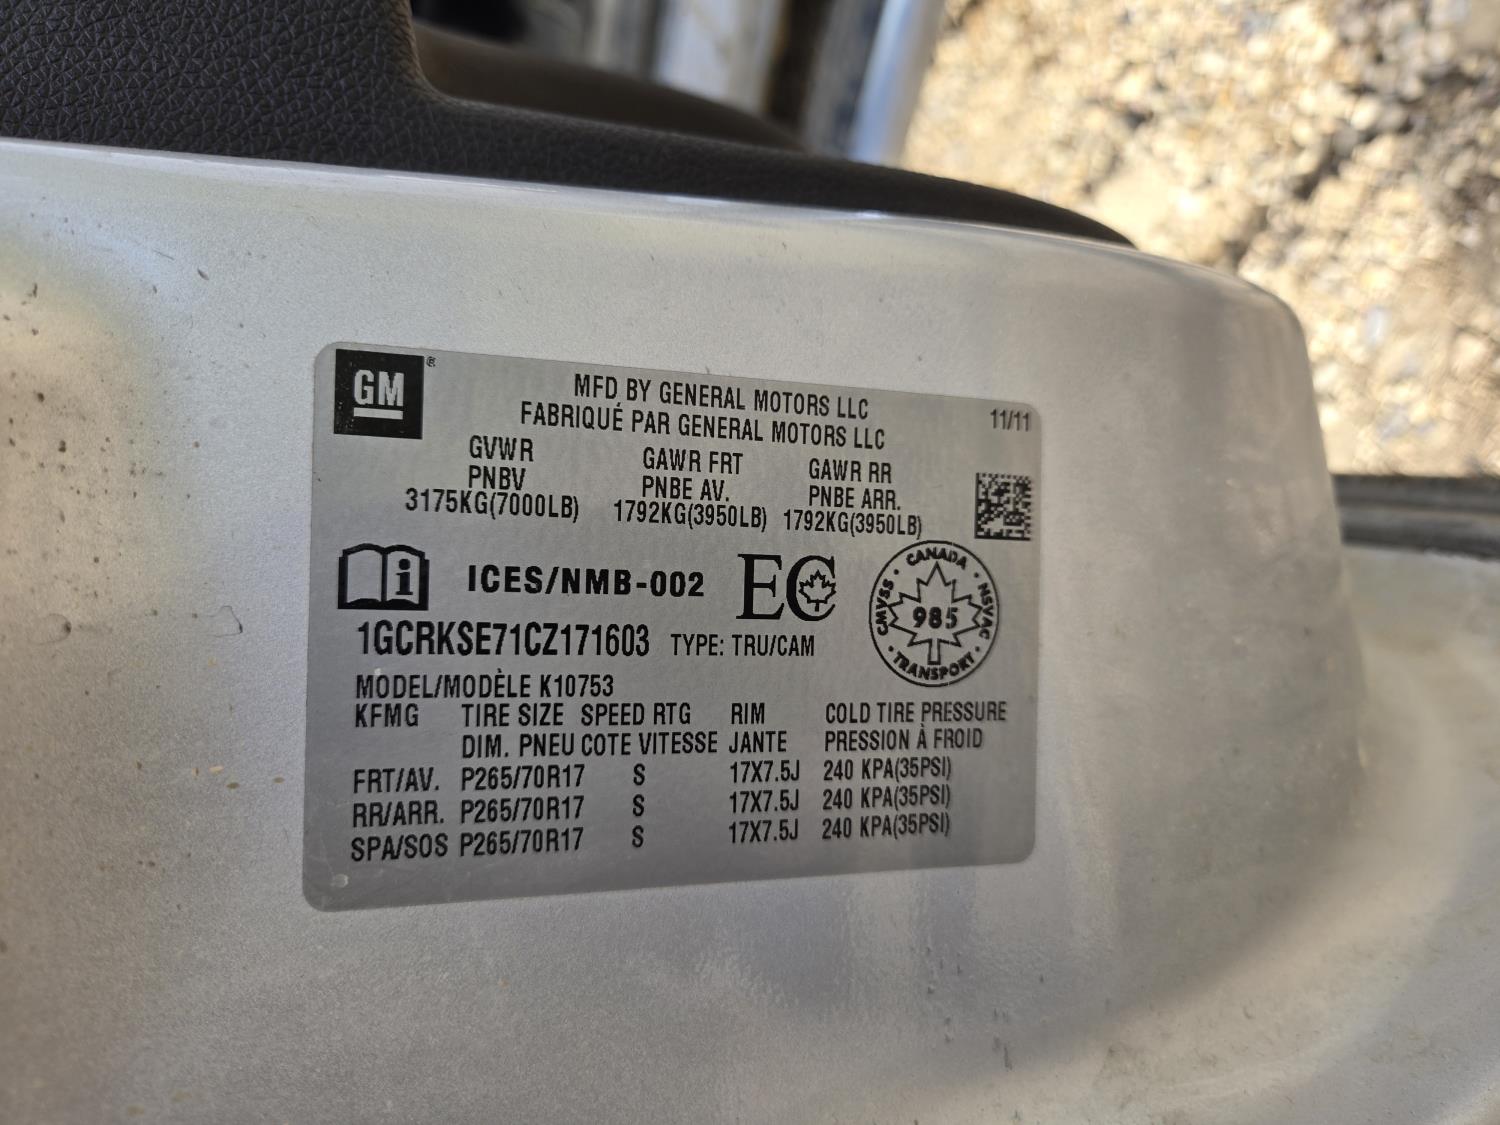 GM ®
MFD BY GENERAL MOTORS LLC
FABRIQUÉ PAR GENERAL MOTORS LLC
11/11
GVWR GAWR FRT GAWR RR
PNBV PNBE AV. PNBE ARR.
3175KG(7000LB) 1792KG(3950LB) 1792KG(3950LB)
i ICES/NMB-002 EC
CANADA CMVSS 985 NSVAC TRANSPORT
1GCRKSE71CZ171603 TYPE: TRU/CAM
MODEL/MODÈLE K10753
KFMG TIRE SIZE SPEED RTG RIM COLD TIRE PRESSURE
DIM. PNEU COTE VITESSE JANTE PRESSION À FROID
FRT/AV. P265/70R17 S 17X7.5J 240 KPA(35PSI)
RR/ARR. P265/70R17 S 17X7.5J 240 KPA(35PSI)
SPA/SOS P265/70R17 S 17X7.5J 240 KPA(35PSI)